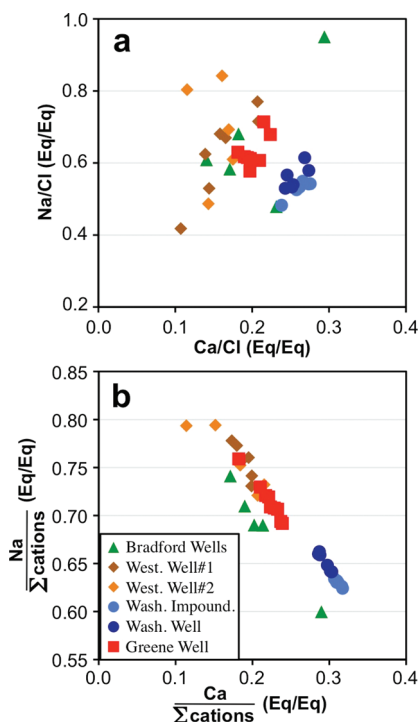 a
1.0
0.8
0.6
0.4
0.2
Na/Cl (Eq/Eq)
0.0 0.1 0.2 0.3 0.4
Ca/Cl (Eq/Eq)
b
0.85
0.80
0.75
0.70
0.65
0.60
0.55
Na
Σcations (Eq/Eq)
Bradford Wells
West. Well#1
West. Well#2
Wash. Impound.
Wash. Well
Greene Well
0.0 0.1 0.2 0.3 0.4
Ca
Σcations (Eq/Eq)